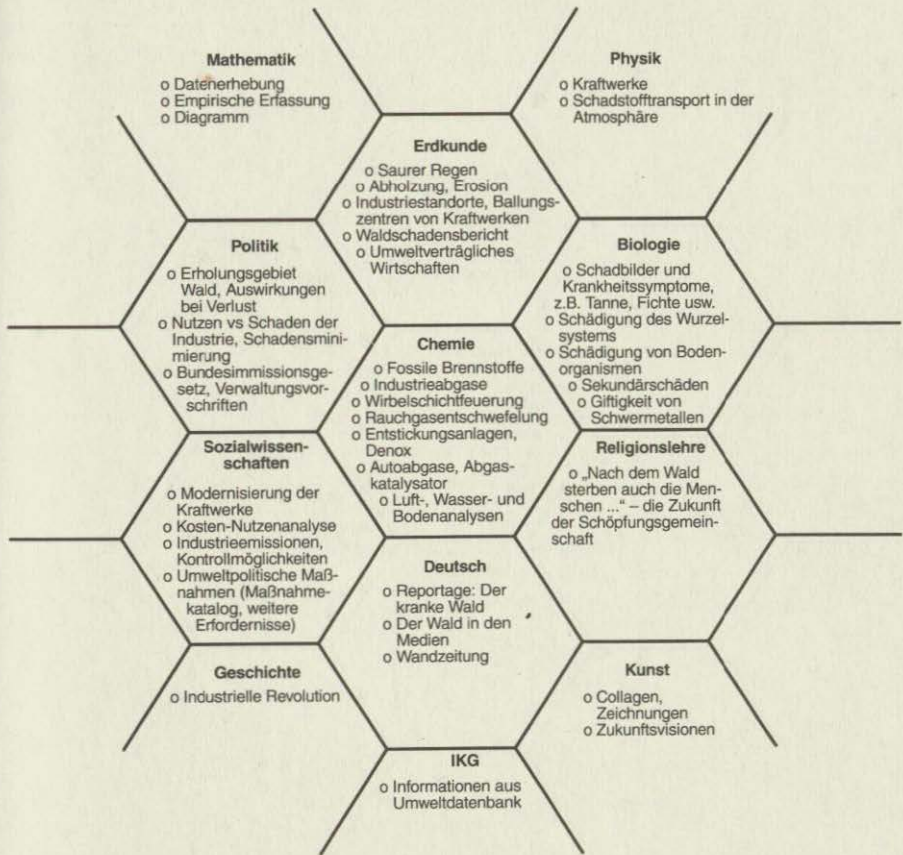 Mathematik
o Datenerhebung
o Empirische Erfassung
o Diagramm
Physik
o Kraftwerke
o Schadstofftransport in der
Atmosphäre
Erdkunde
o Saurer Regen
o Abholzung, Erosion
o Industriestandorte, Ballungs-
zentren von Kraftwerken
o Waldschadensbericht
o Umweltverträgliches
Wirtschaften
Politik
o Erholungsgebiet
Wald, Auswirkungen
bei Verlust
o Nutzen vs Schaden der
Industrie, Schadensmini-
mierung
o Bundesimmissionsge-
setz, Verwaltungsvor-
schriften
Biologie
o Schadbilder und
Krankheitssymptome,
z.B. Tanne, Fichte usw.
o Schädigung des Wurzel-
systems
o Schädigung von Boden-
organismen
o Sekundärschäden
o Giftigkeit von
Schwermetallen
Chemie
o Fossile Brennstoffe
o Industrieabgase
o Wirbelschichtfeuerung
o Rauchgasentschwefelung
o Entstickungsanlagen,
Denox
o Autoabgase, Abgas-
katalysator
o Luft-, Wasser- und
Bodenanalysen
Sozialwissen-
schaften
o Modernisierung der
Kraftwerke
o Kosten-Nutzenanalyse
o Industrieemissionen,
Kontrollmöglichkeiten
o Umweltpolitische Maß-
nahmen (Maßnahme-
katalog, weitere
Erfordernisse)
Religionslehre
o „Nach dem Wald
sterben auch die Men-
schen ...“ – die Zukunft
der Schöpfungsgemein-
schaft
Deutsch
o Reportage: Der
kranke Wald
o Der Wald in den
Medien
o Wandzeitung
Geschichte
o Industrielle Revolution
Kunst
o Collagen,
Zeichnungen
o Zukunftsvisionen
IKG
o Informationen aus
Umweltdatenbank